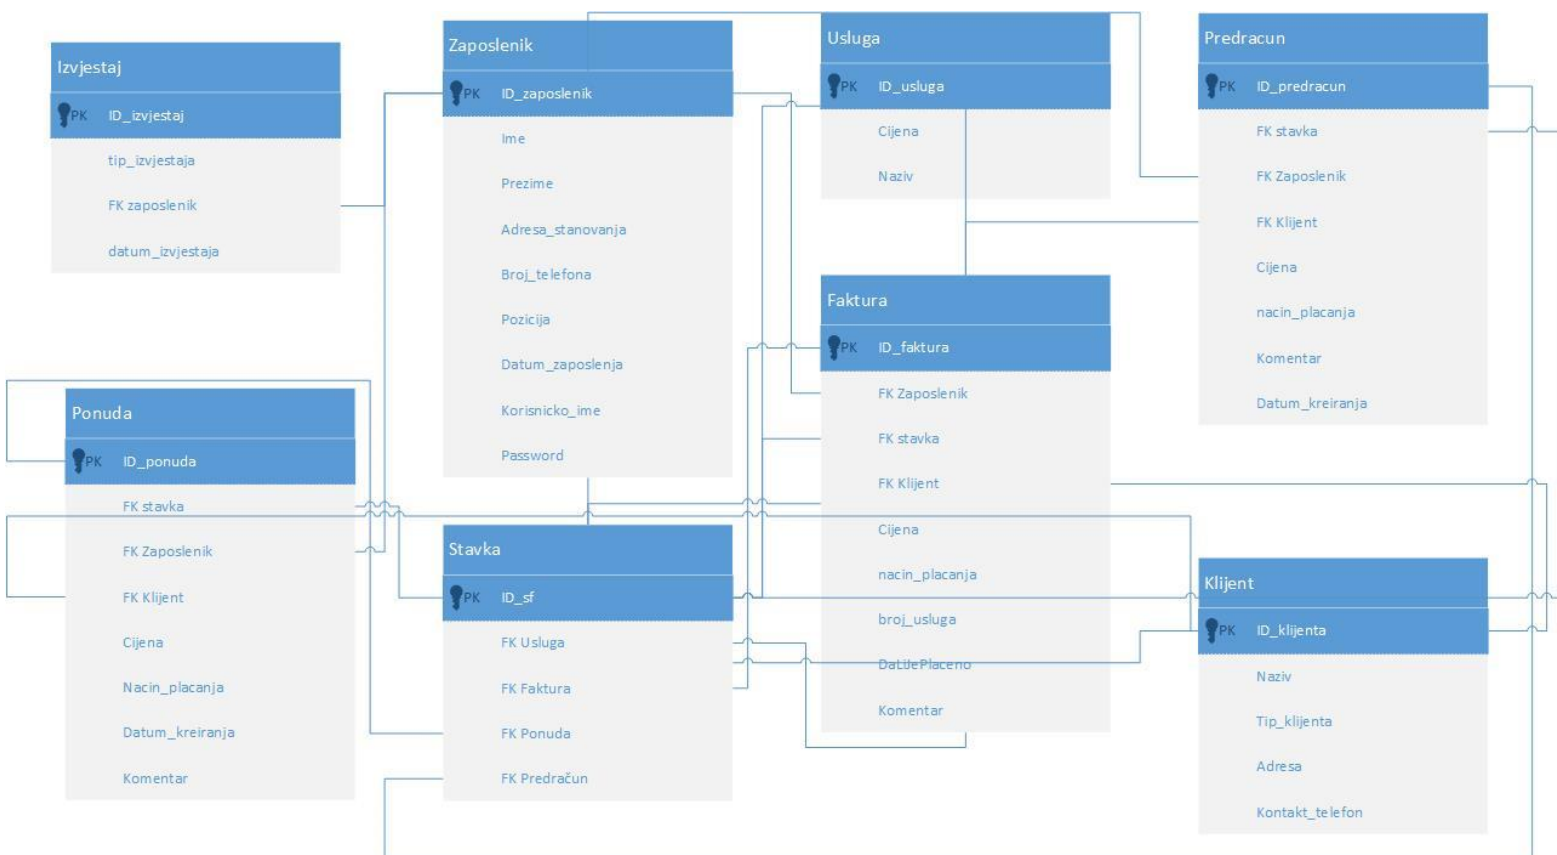 Izvjestaj
PK ID_izvjestaj
tip_izvjestaja
FK zaposlenik
datum_izvjestaja
Zaposlenik
PK ID_zaposlenik
Ime
Prezime
Adresa_stanovanja
Broj_telefona
Pozicija
Datum_zaposlenja
Korisnicko_ime
Password
Usluga
PK ID_usluga
Cijena
Naziv
Predracun
PK ID_predracun
FK stavka
FK Zaposlenik
FK Klijent
Cijena
nacin_placanja
Komentar
Datum_kreiranja
Ponuda
PK ID_ponuda
FK stavka
FK Zaposlenik
FK Klijent
Cijena
Nacin_placanja
Datum_kreiranja
Komentar
Stavka
PK ID_sf
FK Usluga
FK Faktura
FK Ponuda
FK Predračun
Faktura
PK ID_faktura
FK Zaposlenik
FK stavka
FK Klijent
Cijena
nacin_placanja
broj_usluga
DaLiJePlaceno
Komentar
Klijent
PK ID_klijenta
Naziv
Tip_klijenta
Adresa
Kontakt_telefon